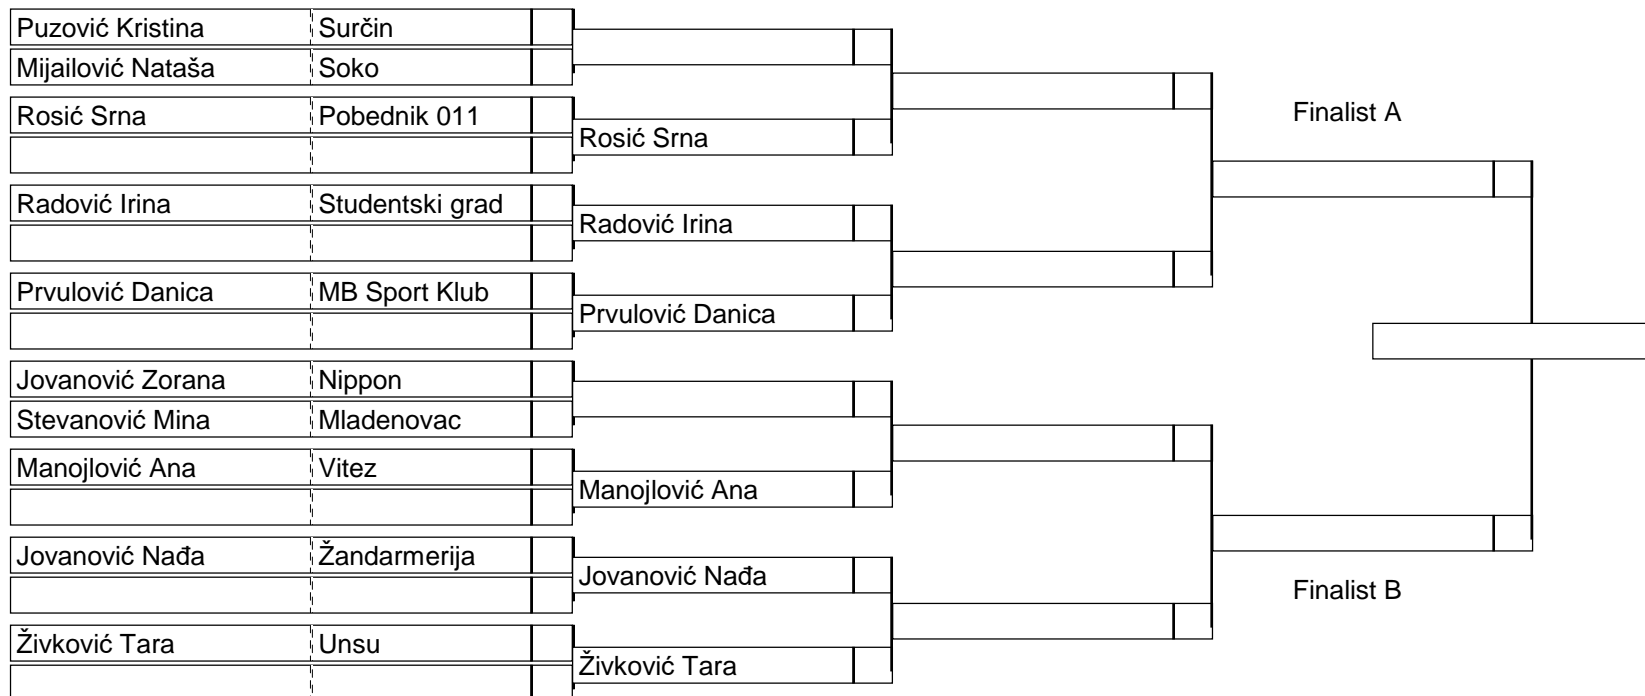 Puzović Kristina Surčin
Mijailović Nataša Soko
Finalist A
Rosić Srna Pobednik 011
Rosić Srna
Radović Irina Studentski grad
Radović Irina
Prvulović Danica MB Sport Klub
Prvulović Danica
Jovanović Zorana Nippon
Stevanović Mina Mladenovac
Manojlović Ana Vitez
Manojlović Ana
Jovanović Nađa Žandarmerija
Jovanović Nađa
Finalist B
Živković Tara Unsu
Živković Tara